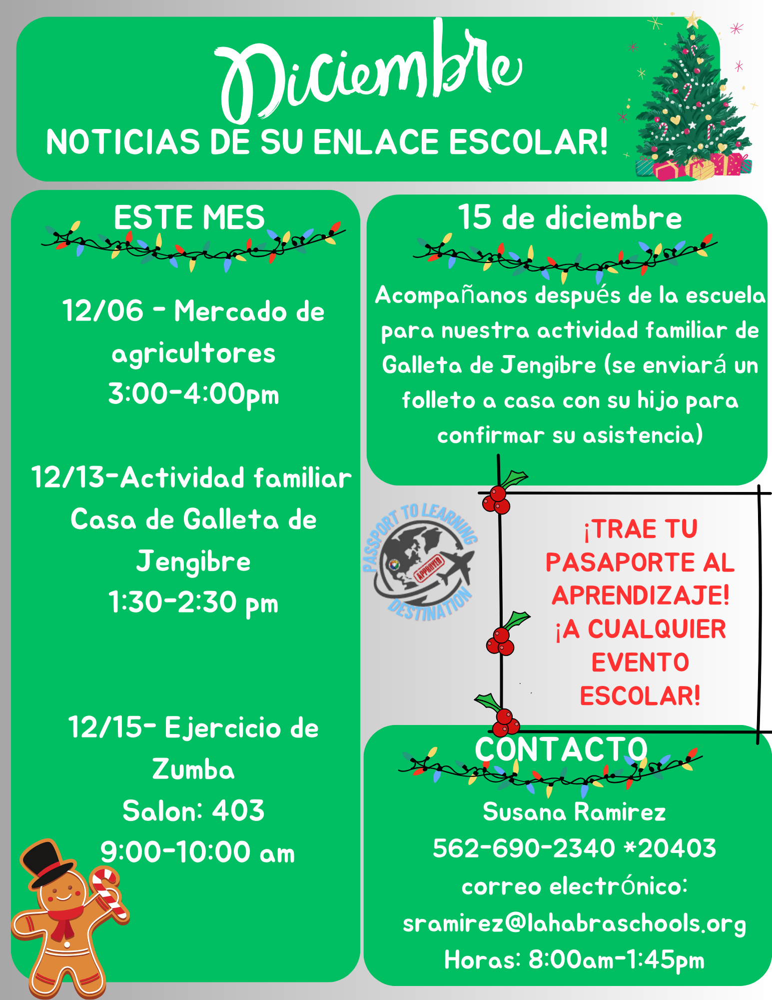 Diciembre
NOTICIAS DE SU ENLACE ESCOLAR!
ESTE MES
12/06 - Mercado de
agricultores
3:00-4:00pm
12/13-Actividad familiar
Casa de Galleta de
Jengibre
1:30-2:30 pm
12/15- Ejercicio de
Zumba
Salon: 403
9:00-10:00 am
15 de diciembre
Acompañanos después de la escuela
para nuestra actividad familiar de
Galleta de Jengibre (se enviará un
folleto a casa con su hijo para
confirmar su asistencia)
PASSPORT TO LEARNING
APPROVED
DESTINATION
¡TRAE TU
PASAPORTE AL
APRENDIZAJE!
¡A CUALQUIER
EVENTO
ESCOLAR!
CONTACTO
Susana Ramirez
562-690-2340 *20403
correo electrónico:
sramirez@lahabraschools.org
Horas: 8:00am-1:45pm